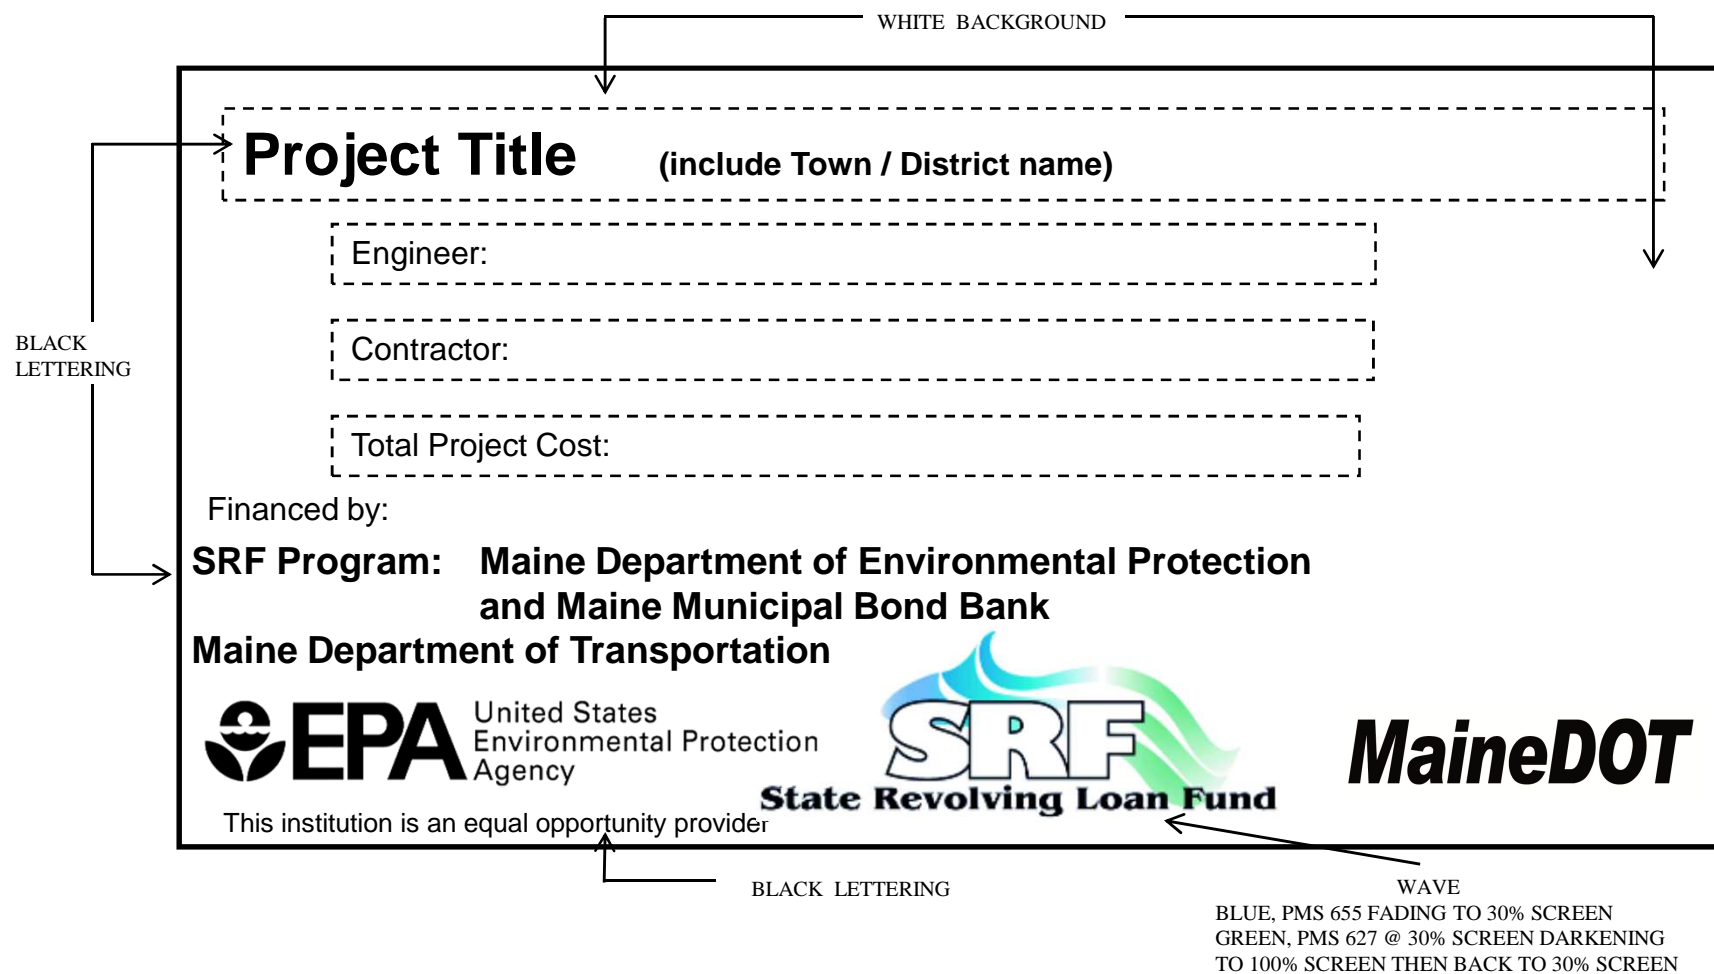 WHITE BACKGROUND
Project Title (include Town / District name)
Engineer:
BLACK
LETTERING
Contractor:
Total Project Cost:
Financed by:
SRF Program: Maine Department of Environmental Protection
and Maine Municipal Bond Bank
Maine Department of Transportation
EPA United States
Environmental Protection
Agency
SRF
State Revolving Loan Fund
MaineDOT
This institution is an equal opportunity provider
BLACK LETTERING
WAVE
BLUE, PMS 655 FADING TO 30% SCREEN
GREEN, PMS 627 @ 30% SCREEN DARKENING
TO 100% SCREEN THEN BACK TO 30% SCREEN